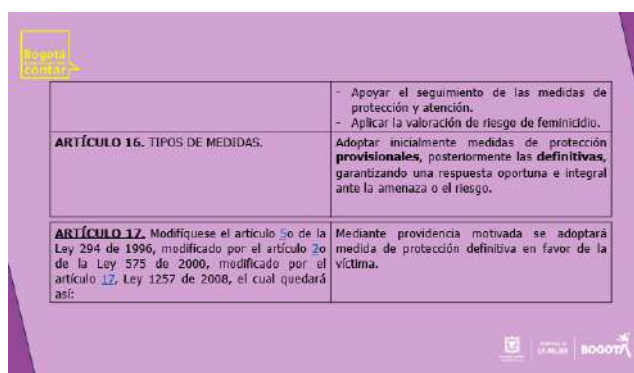 Bogotá
contar
- Apoyar el seguimiento de las medidas de
protección y atención.
- Aplicar la valoración de riesgo de feminicidio.
ARTÍCULO 16. TIPOS DE MEDIDAS.
Adoptar inicialmente medidas de protección
provisionales, posteriormente las definitivas,
garantizando una respuesta oportuna e integral
ante la amenaza o el riesgo.
ARTÍCULO 17. Modifíquese el artículo 5o de la
Ley 294 de 1996, modificado por el artículo 2o
de la Ley 575 de 2000, modificado por el
artículo 17, Ley 1257 de 2008, el cual quedará
así:
Mediante providencia motivada se adoptará
medida de protección definitiva en favor de la
víctima.
LA MUJER
BOGOTÁ